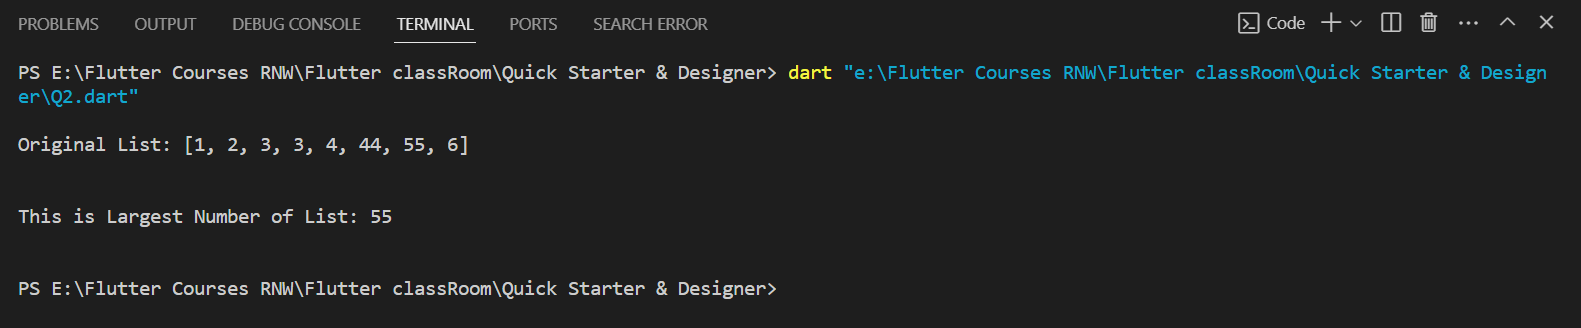 PROBLEMS OUTPUT DEBUG CONSOLE TERMINAL PORTS SEARCH ERROR Code
PS E:\Flutter Courses RNW\Flutter classRoom\Quick Starter & Designer> dart "e:\Flutter Courses RNW\Flutter classRoom\Quick Starter & Design
er\Q2.dart"
Original List: [1, 2, 3, 3, 4, 44, 55, 6]
This is Largest Number of List: 55
PS E:\Flutter Courses RNW\Flutter classRoom\Quick Starter & Designer>